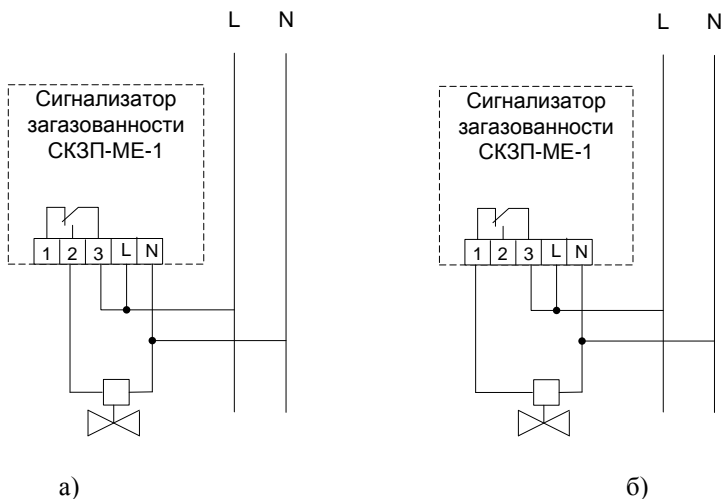 L N
Сигнализатор
загазованности
СКЗП-МЕ-1
1 2 3 L N
а)
L N
Сигнализатор
загазованности
СКЗП-МЕ-1
1 2 3 L N
б)